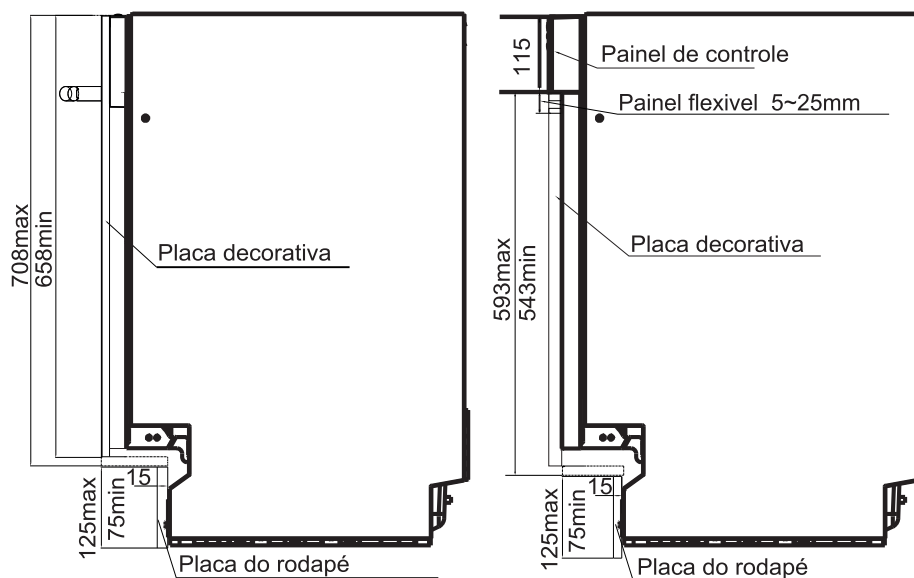 708max
658min
Placa decorativa
15
125max
75min
Placa do rodapé
115
Painel de controle
Painel flexivel 5~25mm
Placa decorativa
593max
543min
15
125max
75min
Placa do rodapé